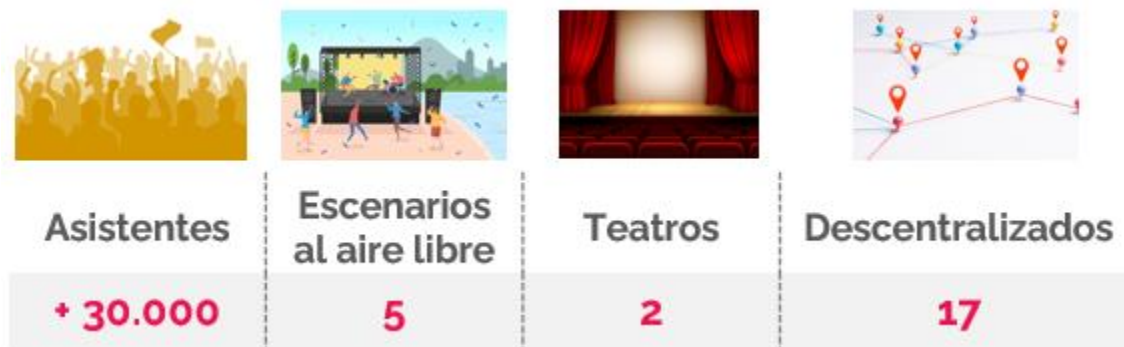 Asistentes
Escenarios
al aire libre
Teatros
Descentralizados
+ 30.000
5
2
17